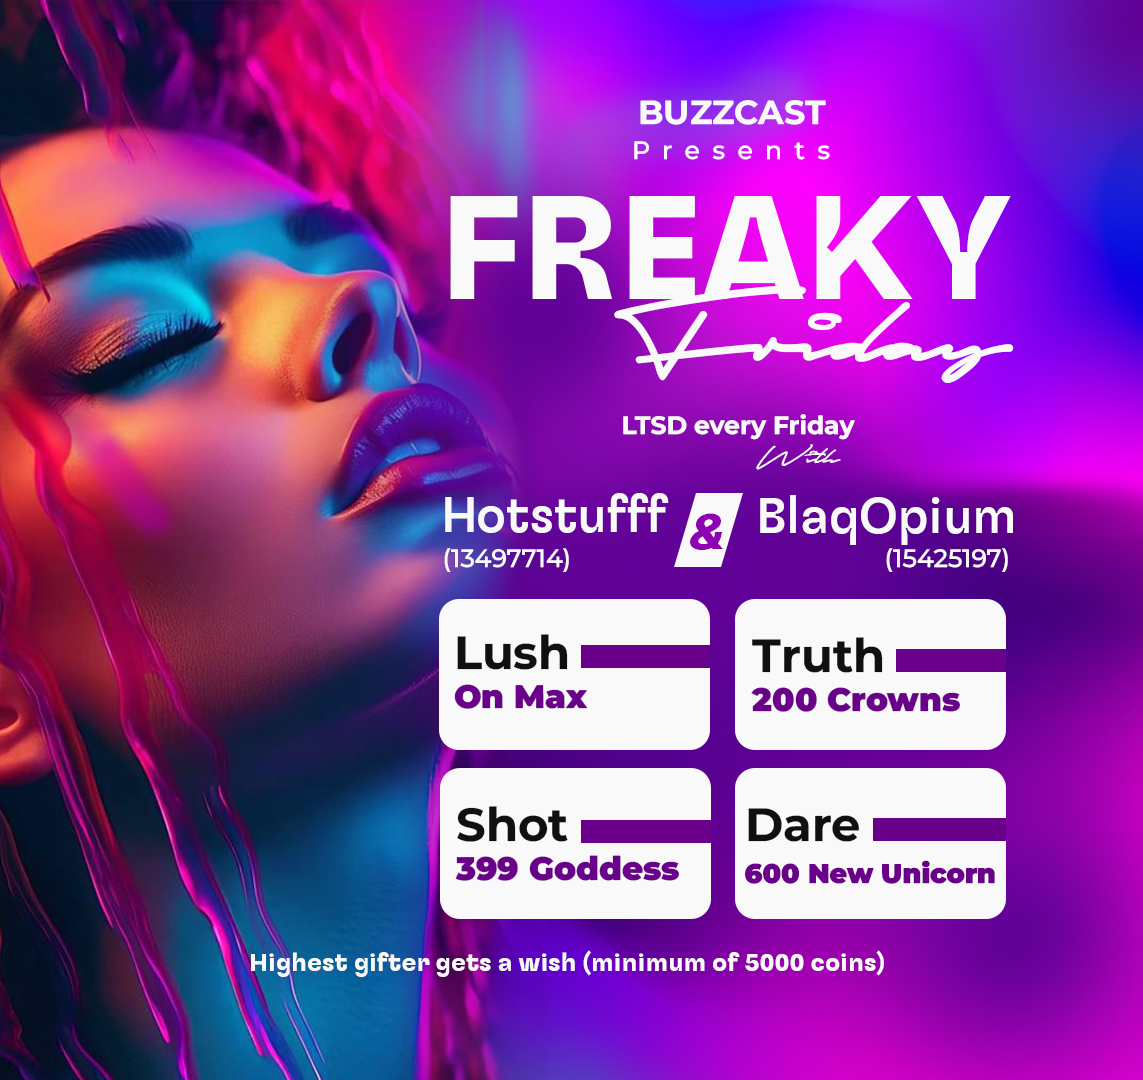 BUZZCAST
Presents
FREAKY
Friday
LTSD every Friday
With
Hotstufff & BlaqOpium
(13497714) (15425197)
Lush
On Max
Truth
200 Crowns
Shot
399 Goddess
Dare
600 New Unicorn
Highest gifter gets a wish (minimum of 5000 coins)